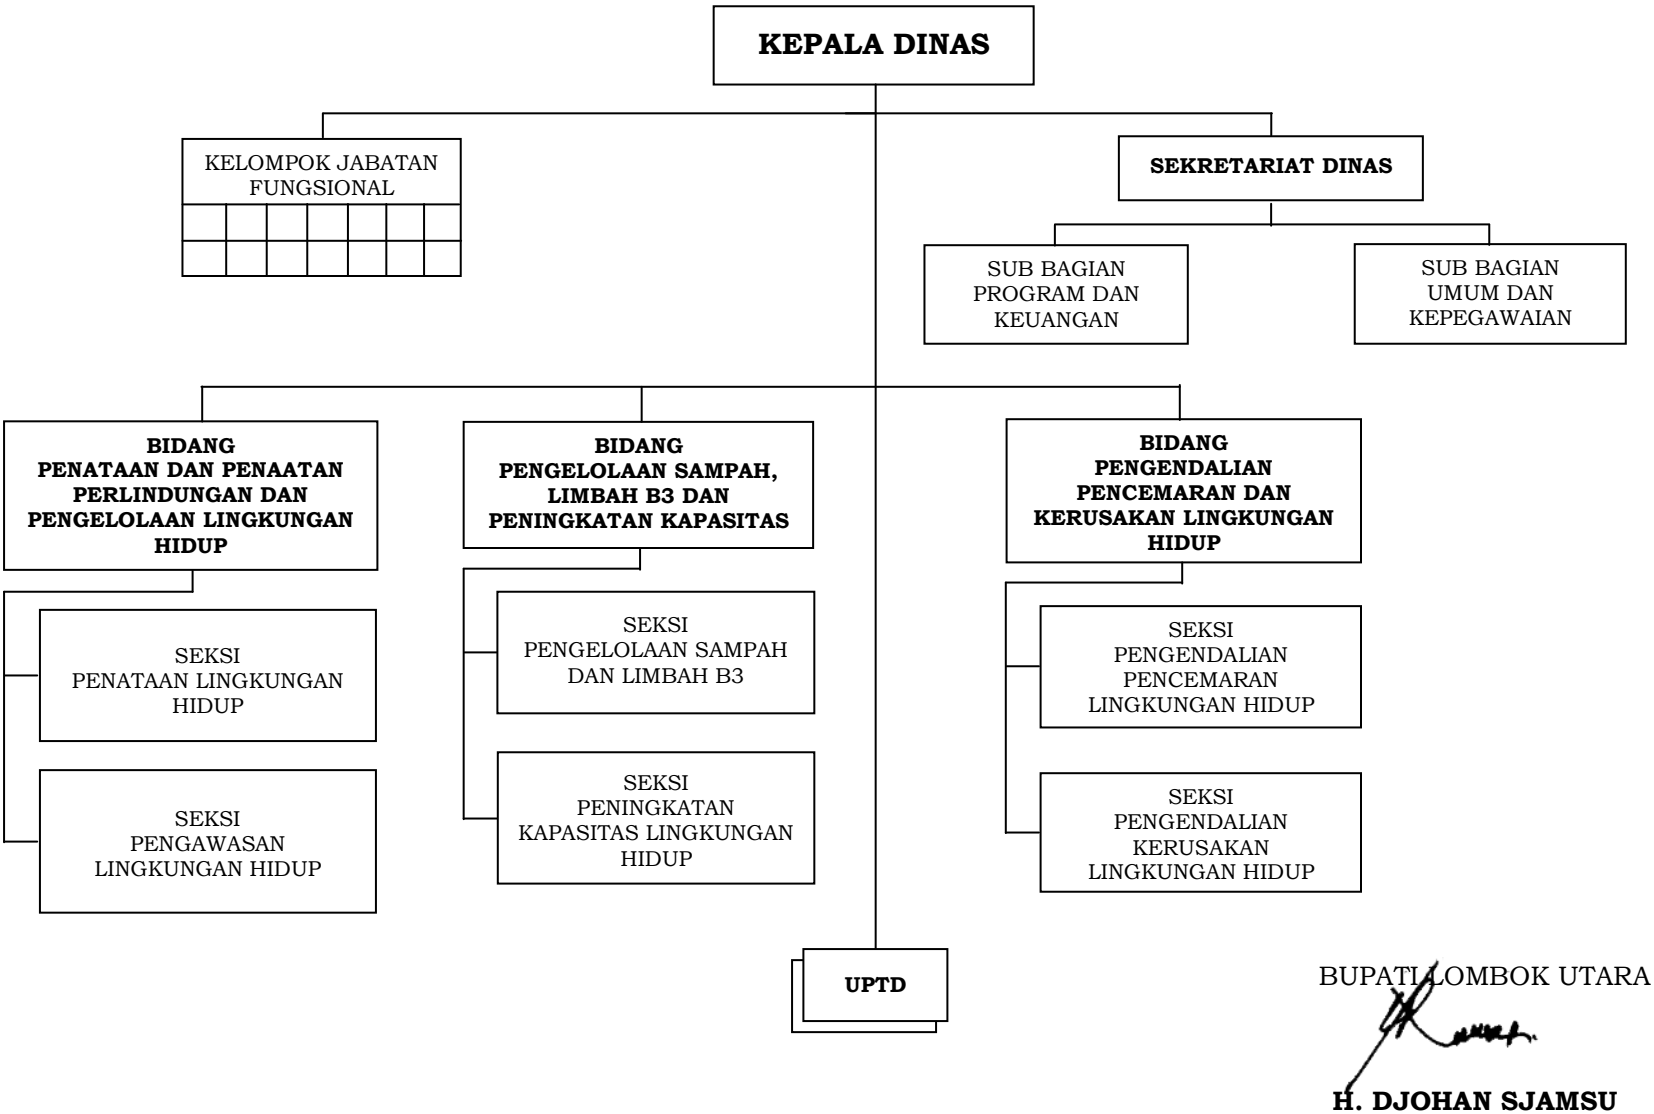 KEPALA DINAS
KELOMPOK JABATAN
FUNGSIONAL
SEKRETARIAT DINAS
SUB BAGIAN
PROGRAM DAN
KEUANGAN
SUB BAGIAN
UMUM DAN
KEPEGAWAIAN
BIDANG
PENATAAN DAN PENAATAN
PERLINDUNGAN DAN
PENGELOLAAN LINGKUNGAN
HIDUP
SEKSI
PENATAAN LINGKUNGAN
HIDUP
SEKSI
PENGAWASAN
LINGKUNGAN HIDUP
BIDANG
PENGELOLAAN SAMPAH,
LIMBAH B3 DAN
PENINGKATAN KAPASITAS
SEKSI
PENGELOLAAN SAMPAH
DAN LIMBAH B3
SEKSI
PENINGKATAN
KAPASITAS LINGKUNGAN
HIDUP
BIDANG
PENGENDALIAN
PENCEMARAN DAN
KERUSAKAN LINGKUNGAN
HIDUP
SEKSI
PENGENDALIAN
PENCEMARAN
LINGKUNGAN HIDUP
SEKSI
PENGENDALIAN
KERUSAKAN
LINGKUNGAN HIDUP
UPTD
BUPATI LOMBOK UTARA
H. DJOHAN SJAMSU